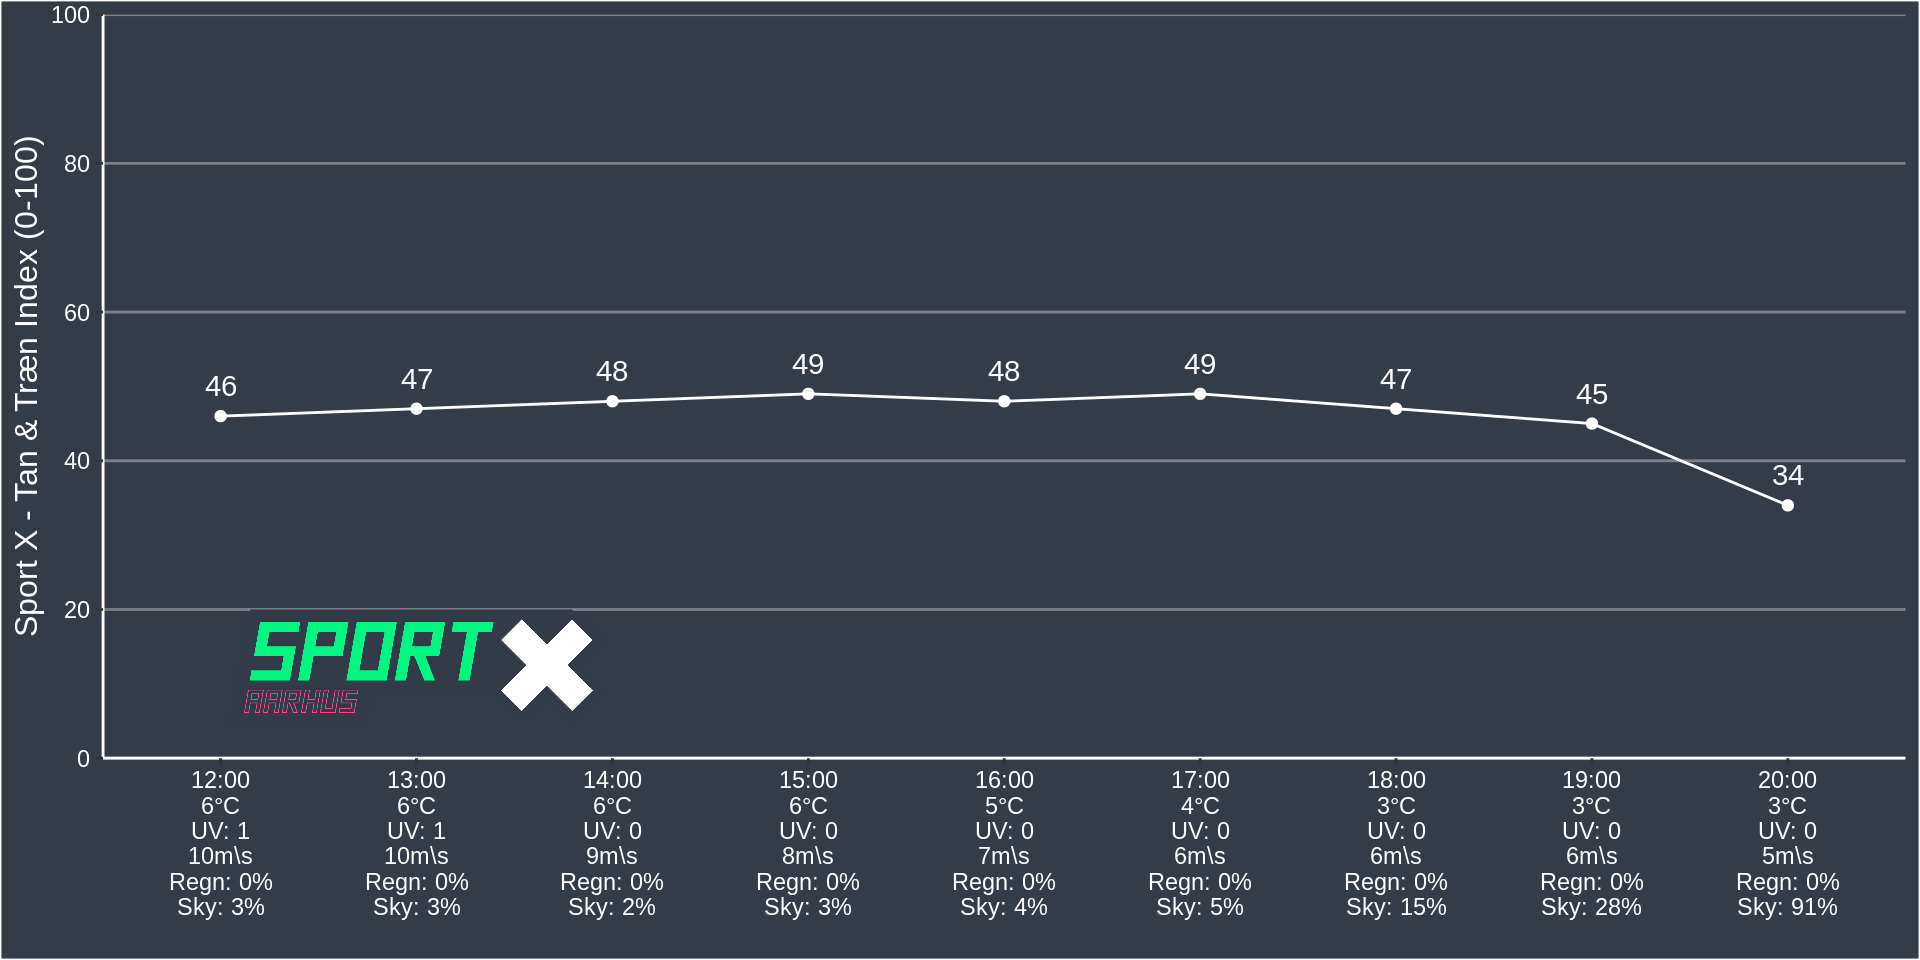 Sport X - Tan & Træn Index (0-100)
100
80
60
40
20
0
46
47
48
49
48
49
47
45
34
SPORT X
AARHUS
12:00 13:00 14:00 15:00 16:00 17:00 18:00 19:00 20:00
6°C 6°C 6°C 6°C 5°C 4°C 3°C 3°C 3°C
UV: 1 UV: 1 UV: 0 UV: 0 UV: 0 UV: 0 UV: 0 UV: 0 UV: 0
10m\s 10m\s 9m\s 8m\s 7m\s 6m\s 6m\s 6m\s 5m\s
Regn: 0% Regn: 0% Regn: 0% Regn: 0% Regn: 0% Regn: 0% Regn: 0% Regn: 0% Regn: 0%
Sky: 3% Sky: 3% Sky: 2% Sky: 3% Sky: 4% Sky: 5% Sky: 15% Sky: 28% Sky: 91%